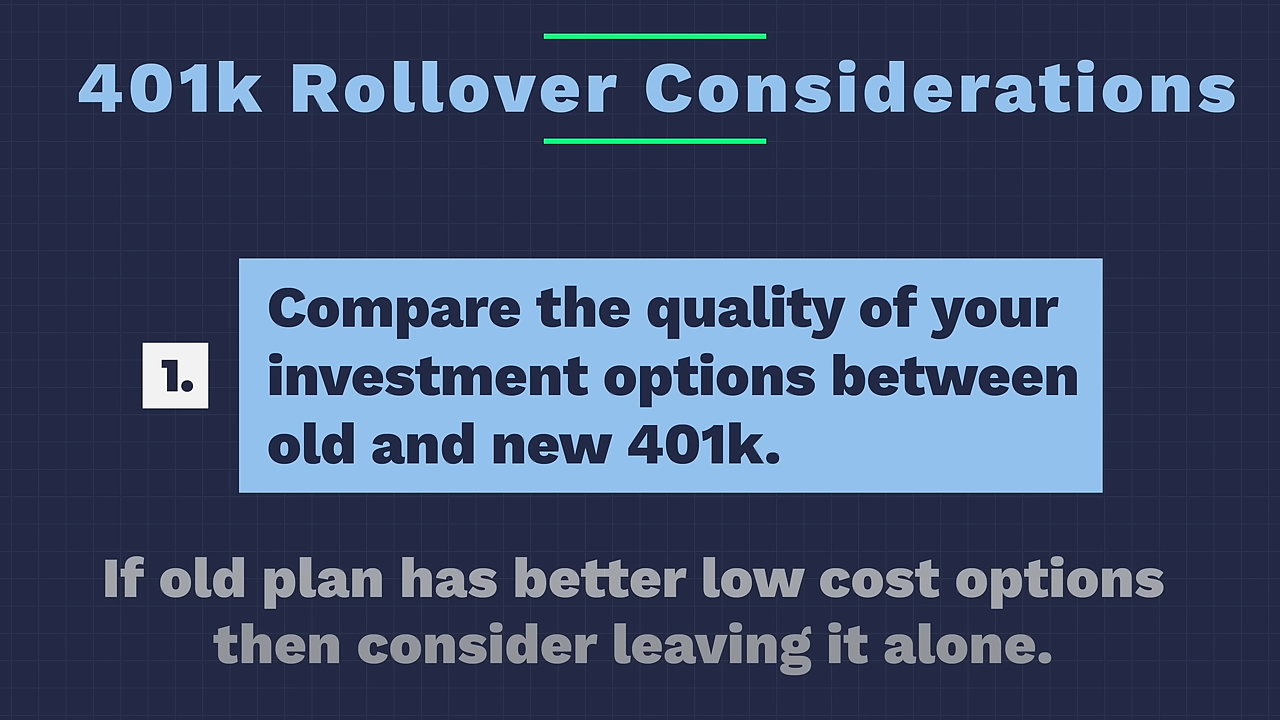 401k Rollover Considerations
1.
Compare the quality of your
investment options between
old and new 401k.
If old plan has better low cost options
then consider leaving it alone.